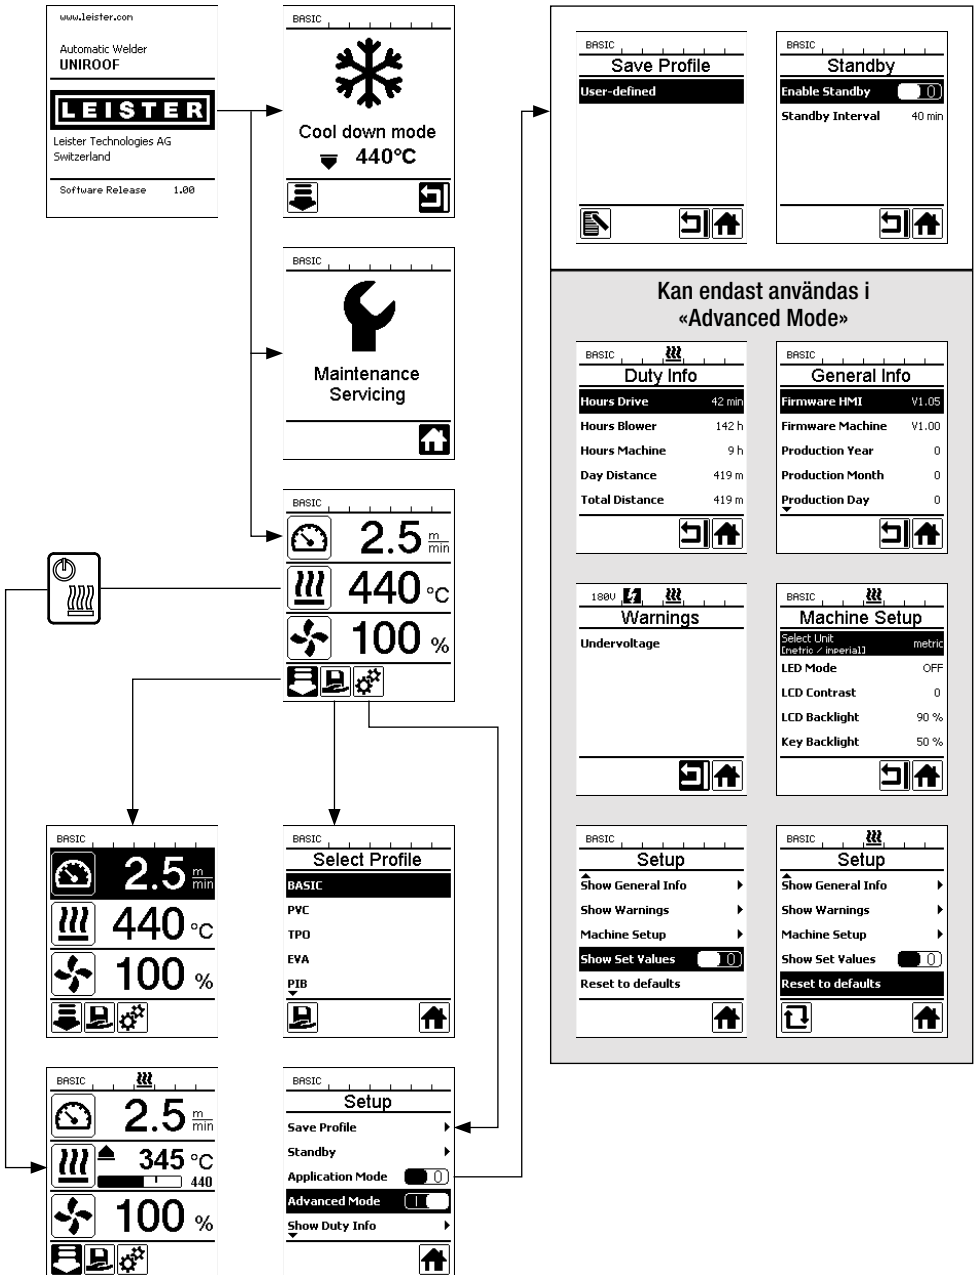 www.leister.com
Automatic Welder
UNIROOF
LEISTER
Leister Technologies AG
Switzerland
Software Release 1.00
BASIC
Cool down mode
440°C
BASIC
Maintenance
Servicing
BASIC
2.5 m/min
440 °C
100 %
BASIC
2.5 m/min
440 °C
100 %
BASIC
Select Profile
BASIC
PVC
TPO
EVA
PIB
BASIC
2.5 m/min
345 °C
440
100 %
BASIC
Setup
Save Profile
Standby
Application Mode 0
Advanced Mode I
Show Duty Info
BASIC
Save Profile
User-defined
BASIC
Standby
Enable Standby 0
Standby Interval 40 min
Kan endast användas i
«Advanced Mode»
BASIC
Duty Info
Hours Drive 42 min
Hours Blower 142 h
Hours Machine 9 h
Day Distance 419 m
Total Distance 419 m
BASIC
General Info
Firmware HMI V1.05
Firmware Machine V1.00
Production Year 0
Production Month 0
Production Day 0
180V
Warnings
Undervoltage
BASIC
Machine Setup
Select Unit
[metric / imperial] metric
LED Mode OFF
LCD Contrast 0
LCD Backlight 90 %
Key Backlight 50 %
BASIC
Setup
Show General Info
Show Warnings
Machine Setup
Show Set Values 0
Reset to defaults
BASIC
Setup
Show General Info
Show Warnings
Machine Setup
Show Set Values 0
Reset to defaults